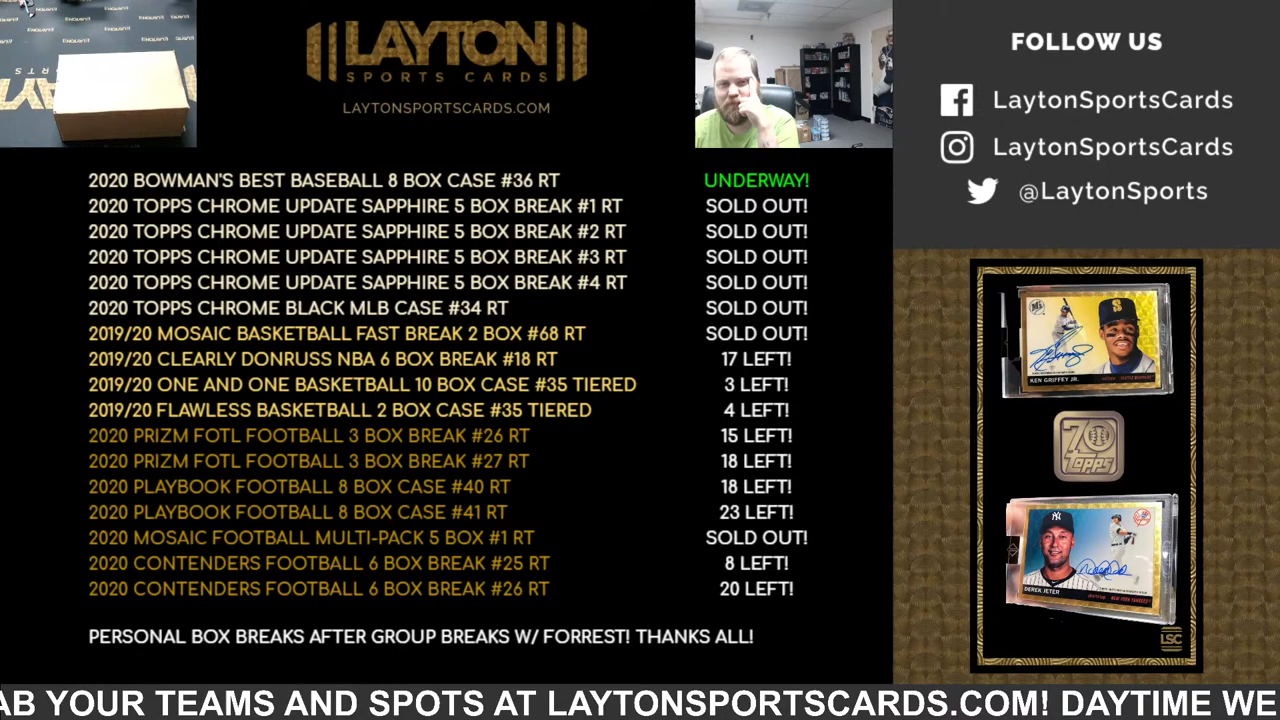 LAYTON
SPORTS CARDS
LAYTONSPORTSCARDS.COM
FOLLOW US
LaytonSportsCards
LaytonSportsCards
@LaytonSports
2020 BOWMAN'S BEST BASEBALL 8 BOX CASE #36 RT UNDERWAY!
2020 TOPPS CHROME UPDATE SAPPHIRE 5 BOX BREAK #1 RT SOLD OUT!
2020 TOPPS CHROME UPDATE SAPPHIRE 5 BOX BREAK #2 RT SOLD OUT!
2020 TOPPS CHROME UPDATE SAPPHIRE 5 BOX BREAK #3 RT SOLD OUT!
2020 TOPPS CHROME UPDATE SAPPHIRE 5 BOX BREAK #4 RT SOLD OUT!
2020 TOPPS CHROME BLACK MLB CASE #34 RT SOLD OUT!
2019/20 MOSAIC BASKETBALL FAST BREAK 2 BOX #68 RT SOLD OUT!
2019/20 CLEARLY DONRUSS NBA 6 BOX BREAK #18 RT 17 LEFT!
2019/20 ONE AND ONE BASKETBALL 10 BOX CASE #35 TIERED 3 LEFT!
2019/20 FLAWLESS BASKETBALL 2 BOX CASE #35 TIERED 4 LEFT!
2020 PRIZM FOTL FOOTBALL 3 BOX BREAK #26 RT 15 LEFT!
2020 PRIZM FOTL FOOTBALL 3 BOX BREAK #27 RT 18 LEFT!
2020 PLAYBOOK FOOTBALL 8 BOX CASE #40 RT 18 LEFT!
2020 PLAYBOOK FOOTBALL 8 BOX CASE #41 RT 23 LEFT!
2020 MOSAIC FOOTBALL MULTI-PACK 5 BOX #1 RT SOLD OUT!
2020 CONTENDERS FOOTBALL 6 BOX BREAK #25 RT 8 LEFT!
2020 CONTENDERS FOOTBALL 6 BOX BREAK #26 RT 20 LEFT!
PERSONAL BOX BREAKS AFTER GROUP BREAKS W/ FORREST! THANKS ALL!
KEN GRIFFEY JR.
70
Topps
DEREK JETER
NEW YORK YANKEES
LSC
AB YOUR TEAMS AND SPOTS AT LAYTONSPORTSCARDS.COM! DAYTIME WE